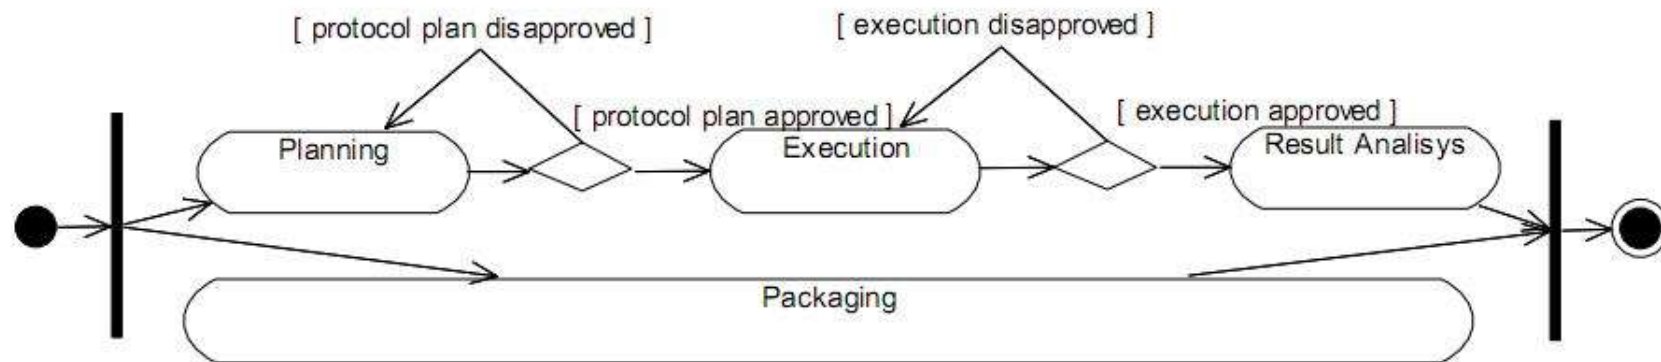 [ protocol plan disapproved ]
[ execution disapproved ]
[ protocol plan approved ]
[ execution approved ]
Planning
Execution
Result Analisys
Packaging